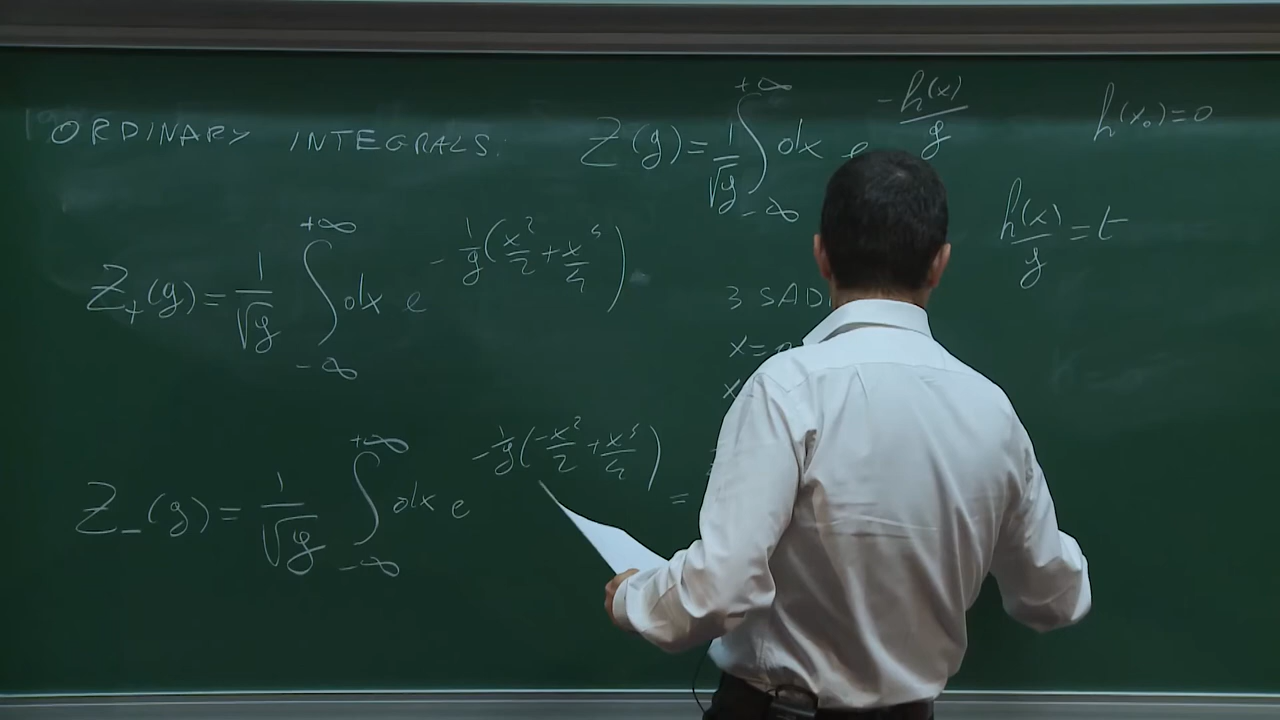 ORDINARY INTEGRALS. Z(g) = 1/√g ∫_{-∞}^{+∞} dx e^{-h(x)/g} h(x₀)=0
h(x)/g = t
Z₊(g) = 1/√g ∫_{-∞}^{+∞} dx e^{-1/g(x²/2 + x⁴/4)}
3 SAD
x=
x
Z₋(g) = 1/√g ∫_{-∞}^{+∞} dx e^{-1/g(-x²/2 + x⁴/4)} =